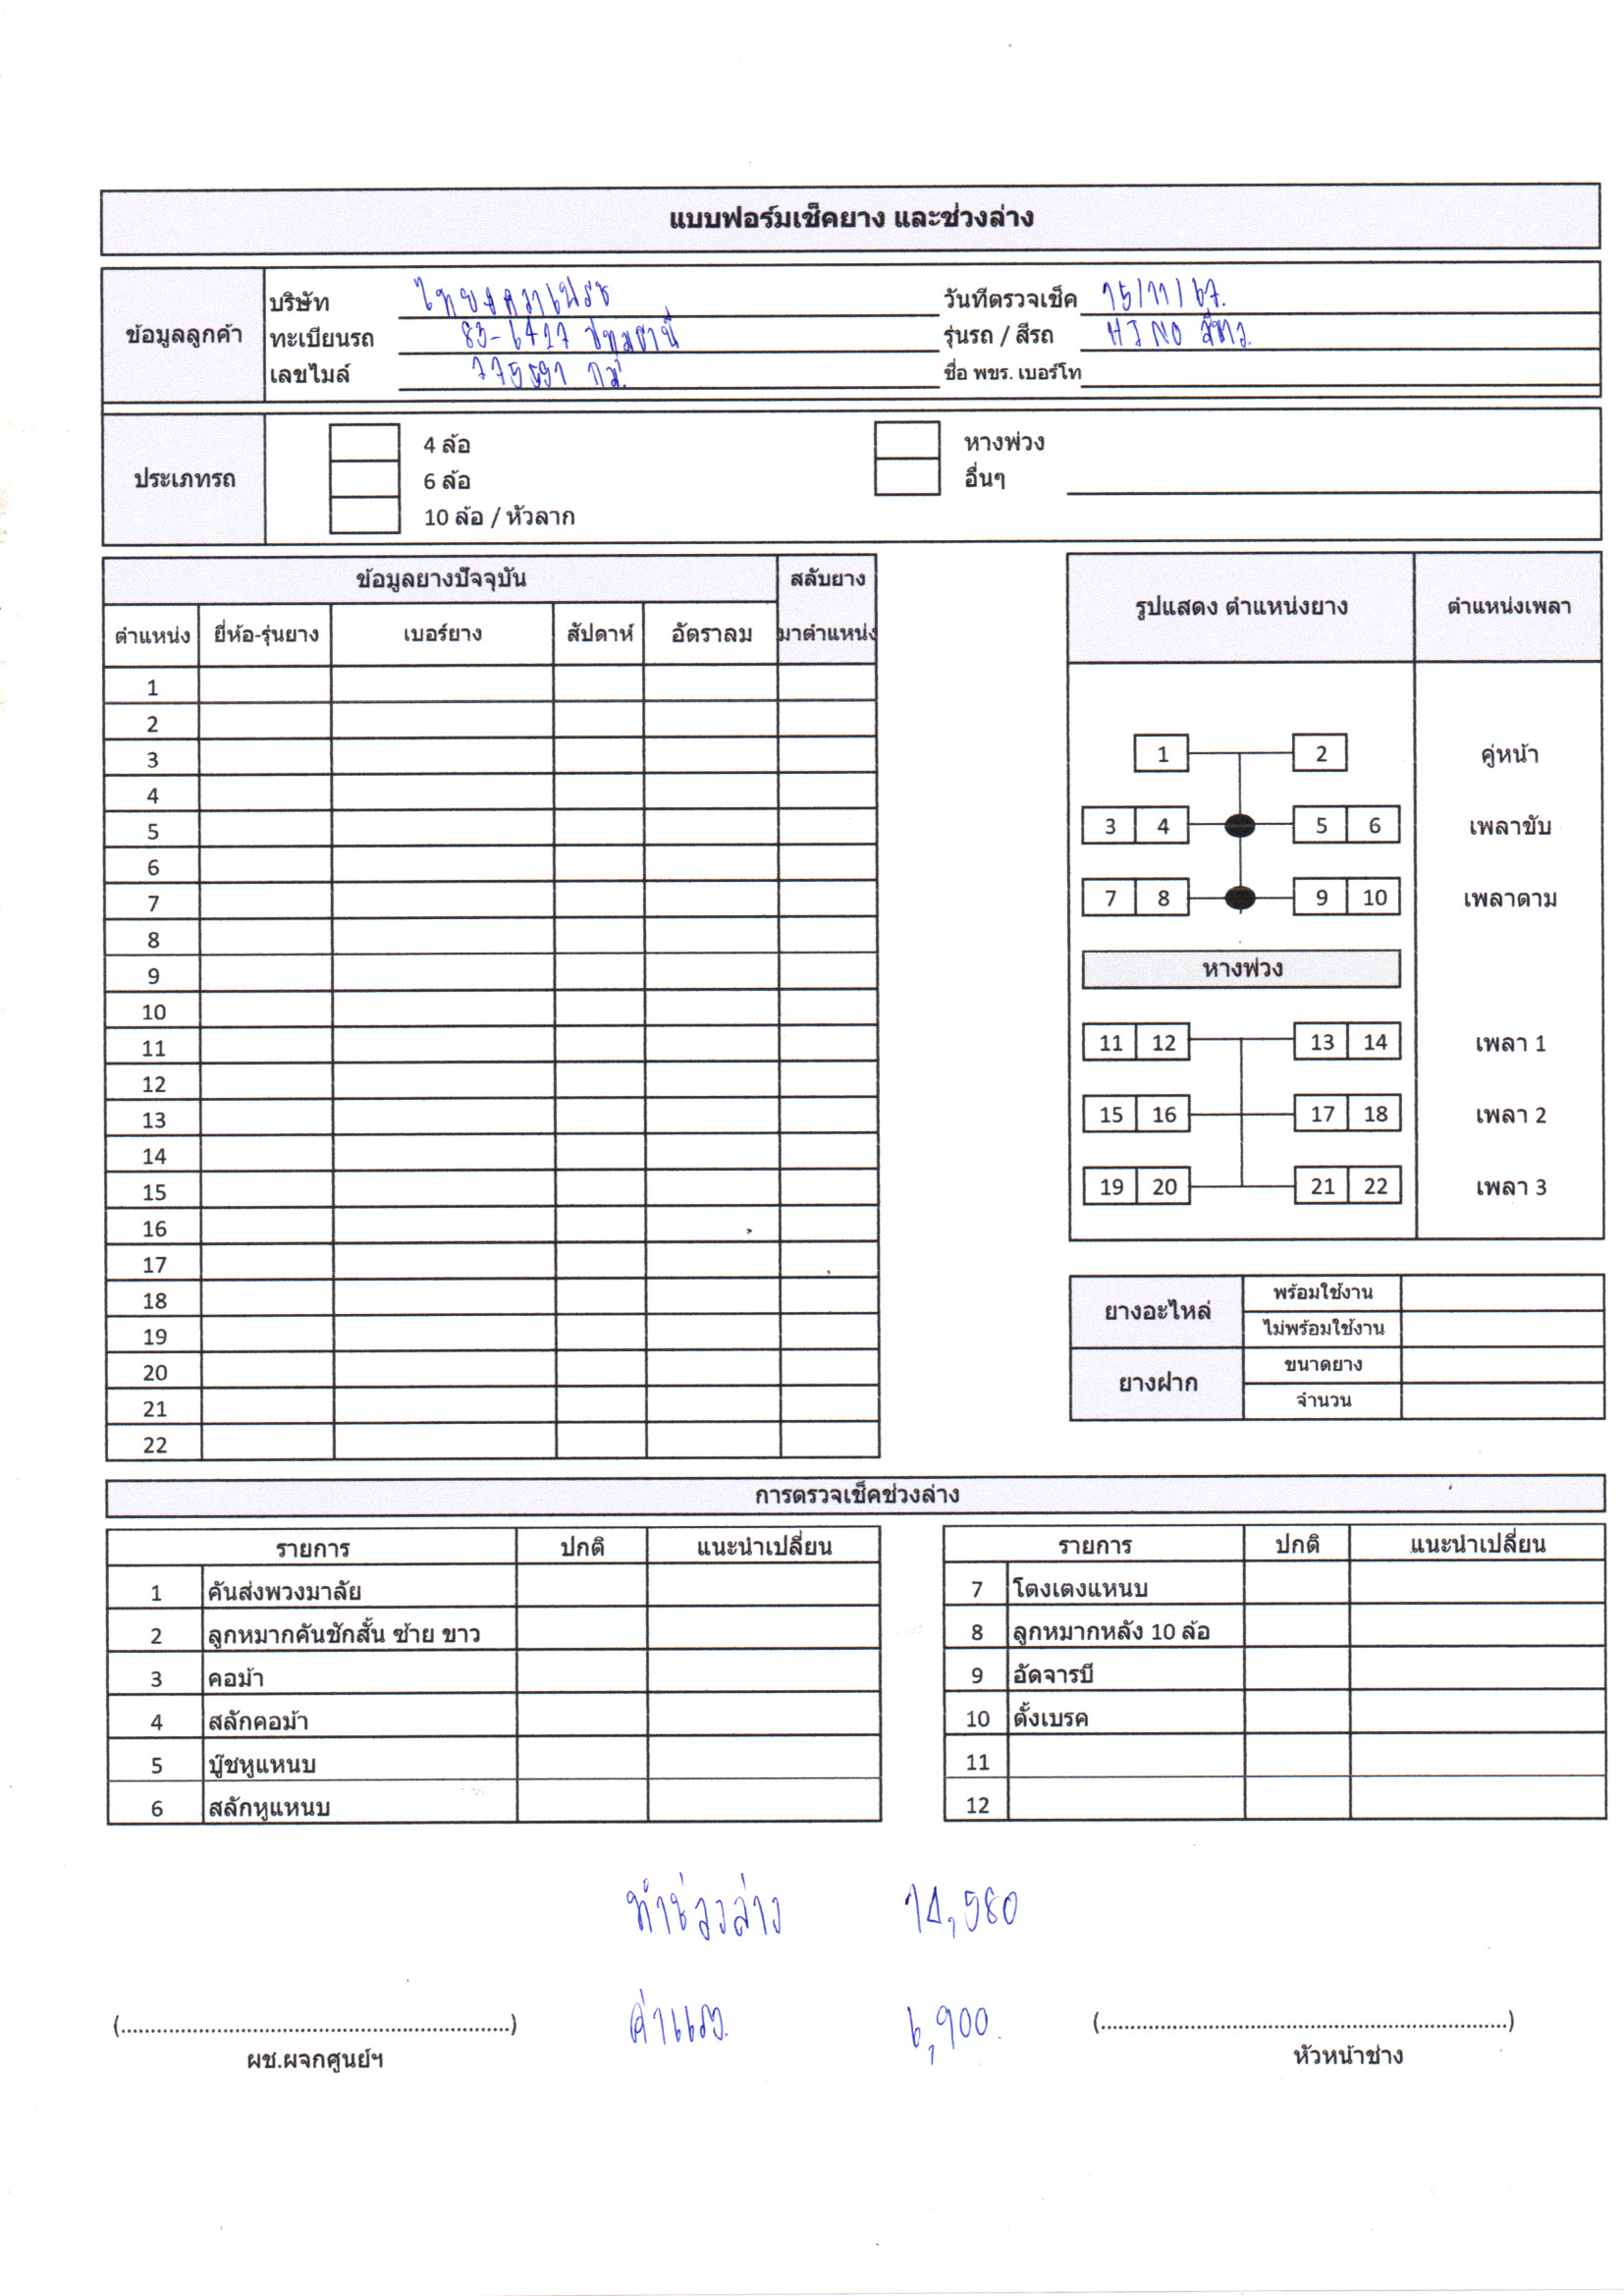 แบบฟอร์มเช็คยาง และช่วงล่าง
ข้อมูลลูกค้า
บริษัท
วันที่ตรวจเช็ค 15/11/67.
ทะเบียนรถ 83-6427 ปทุมธานี
รุ่นรถ / สีรถ HINO สีขาว.
เลขไมล์ กม.
ชื่อ พขร. เบอร์โท
ประเภทรถ
4 ล้อ
หางพ่วง
6 ล้อ
อื่นๆ
10 ล้อ / หัวลาก
ข้อมูลยางปัจจุบัน สลับยาง
ตำแหน่ง ยี่ห้อ-รุ่นยาง เบอร์ยาง สัปดาห์ อัตราลม มาตำแหน่ง
1
2
3
4
5
6
7
8
9
10
11
12
13
14
15
16
17
18
19
20
21
22
รูปแสดง ตำแหน่งยาง ตำแหน่งเพลา
1 2 คู่หน้า
3 4 5 6 เพลาขับ
7 8 9 10 เพลาตาม
หางพ่วง
11 12 13 14 เพลา 1
15 16 17 18 เพลา 2
19 20 21 22 เพลา 3
ยางอะไหล่
พร้อมใช้งาน
ไม่พร้อมใช้งาน
ยางฝาก
ขนาดยาง
จำนวน
การตรวจเช็คช่วงล่าง
รายการ ปกติ แนะนำเปลี่ยน
1 คันส่งพวงมาลัย
2 ลูกหมากคันชักสั้น ซ้าย ขาว
3 คอม้า
4 สลักคอม้า
5 บู๊ชหูแหนบ
6 สลักหูแหนบ
รายการ ปกติ แนะนำเปลี่ยน
7 โตงเตงแหนบ
8 ลูกหมากหลัง 10 ล้อ
9 อัดจารบี
10 ตั้งเบรค
11
12
ทำช่วงล่าง 14,580
ค่าแรง. 6,900.
(..................................................................)
ผช.ผจกศูนย์ฯ
(..................................................................)
หัวหน้าช่าง